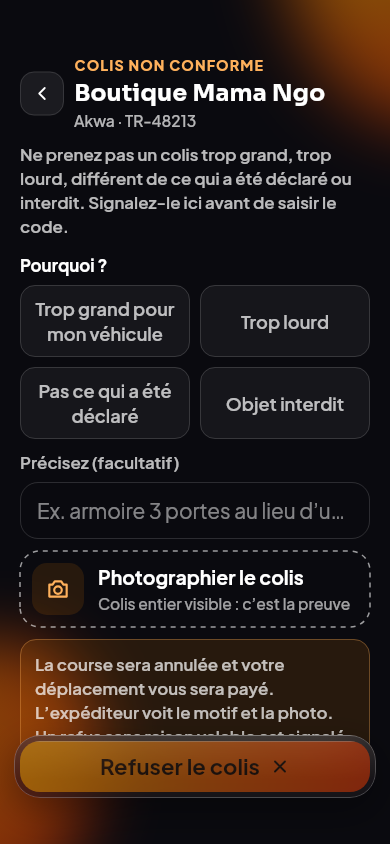 COLIS NON CONFORME
Boutique Mama Ngo
Akwa · TR-48213
Ne prenez pas un colis trop grand, trop
lourd, différent de ce qui a été déclaré ou
interdit. Signalez-le ici avant de saisir le
code.
Pourquoi ?
Trop grand pour
mon véhicule
Trop lourd
Pas ce qui a été
déclaré
Objet interdit
Précisez (facultatif)
Ex. armoire 3 portes au lieu d’u…
Photographier le colis
Colis entier visible : c’est la preuve
La course sera annulée et votre
déplacement vous sera payé.
L’expéditeur voit le motif et la photo.
Refuser le colis